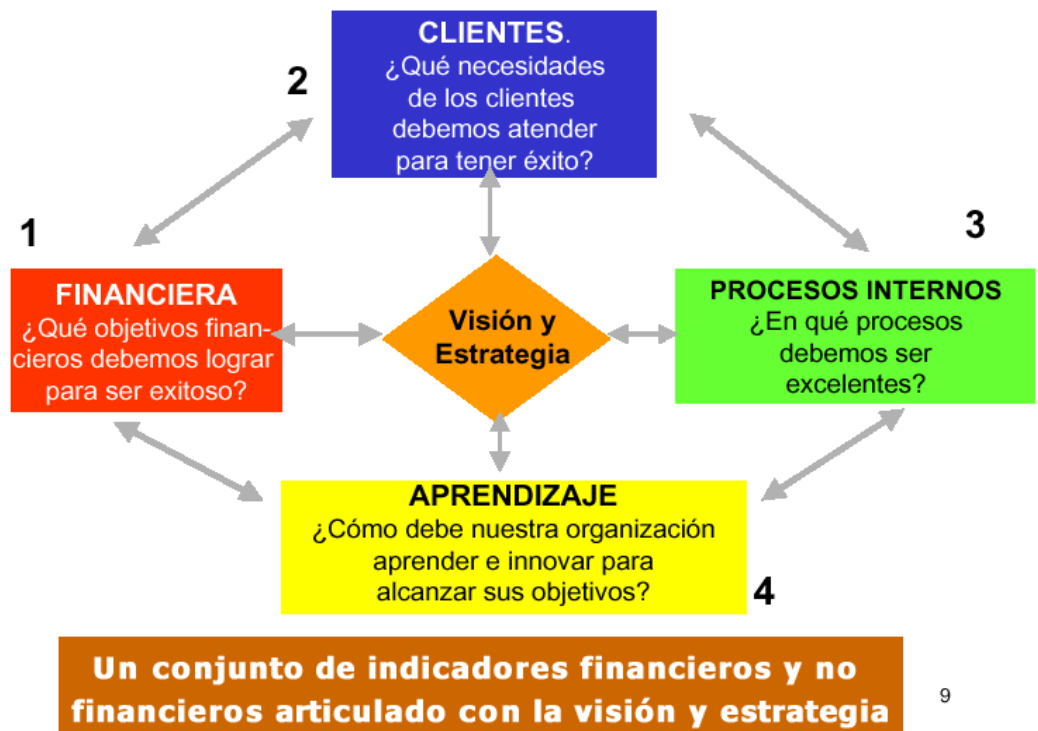 CLIENTES.
¿Qué necesidades
de los clientes
debemos atender
para tener éxito?
2
1
FINANCIERA
¿Qué objetivos finan-
cieros debemos lograr
para ser exitoso?
Visión y
Estrategia
3
PROCESOS INTERNOS
¿En qué procesos
debemos ser
excelentes?
APRENDIZAJE
¿Cómo debe nuestra organización
aprender e innovar para
alcanzar sus objetivos?
4
Un conjunto de indicadores financieros y no
financieros articulado con la visión y estrategia
9